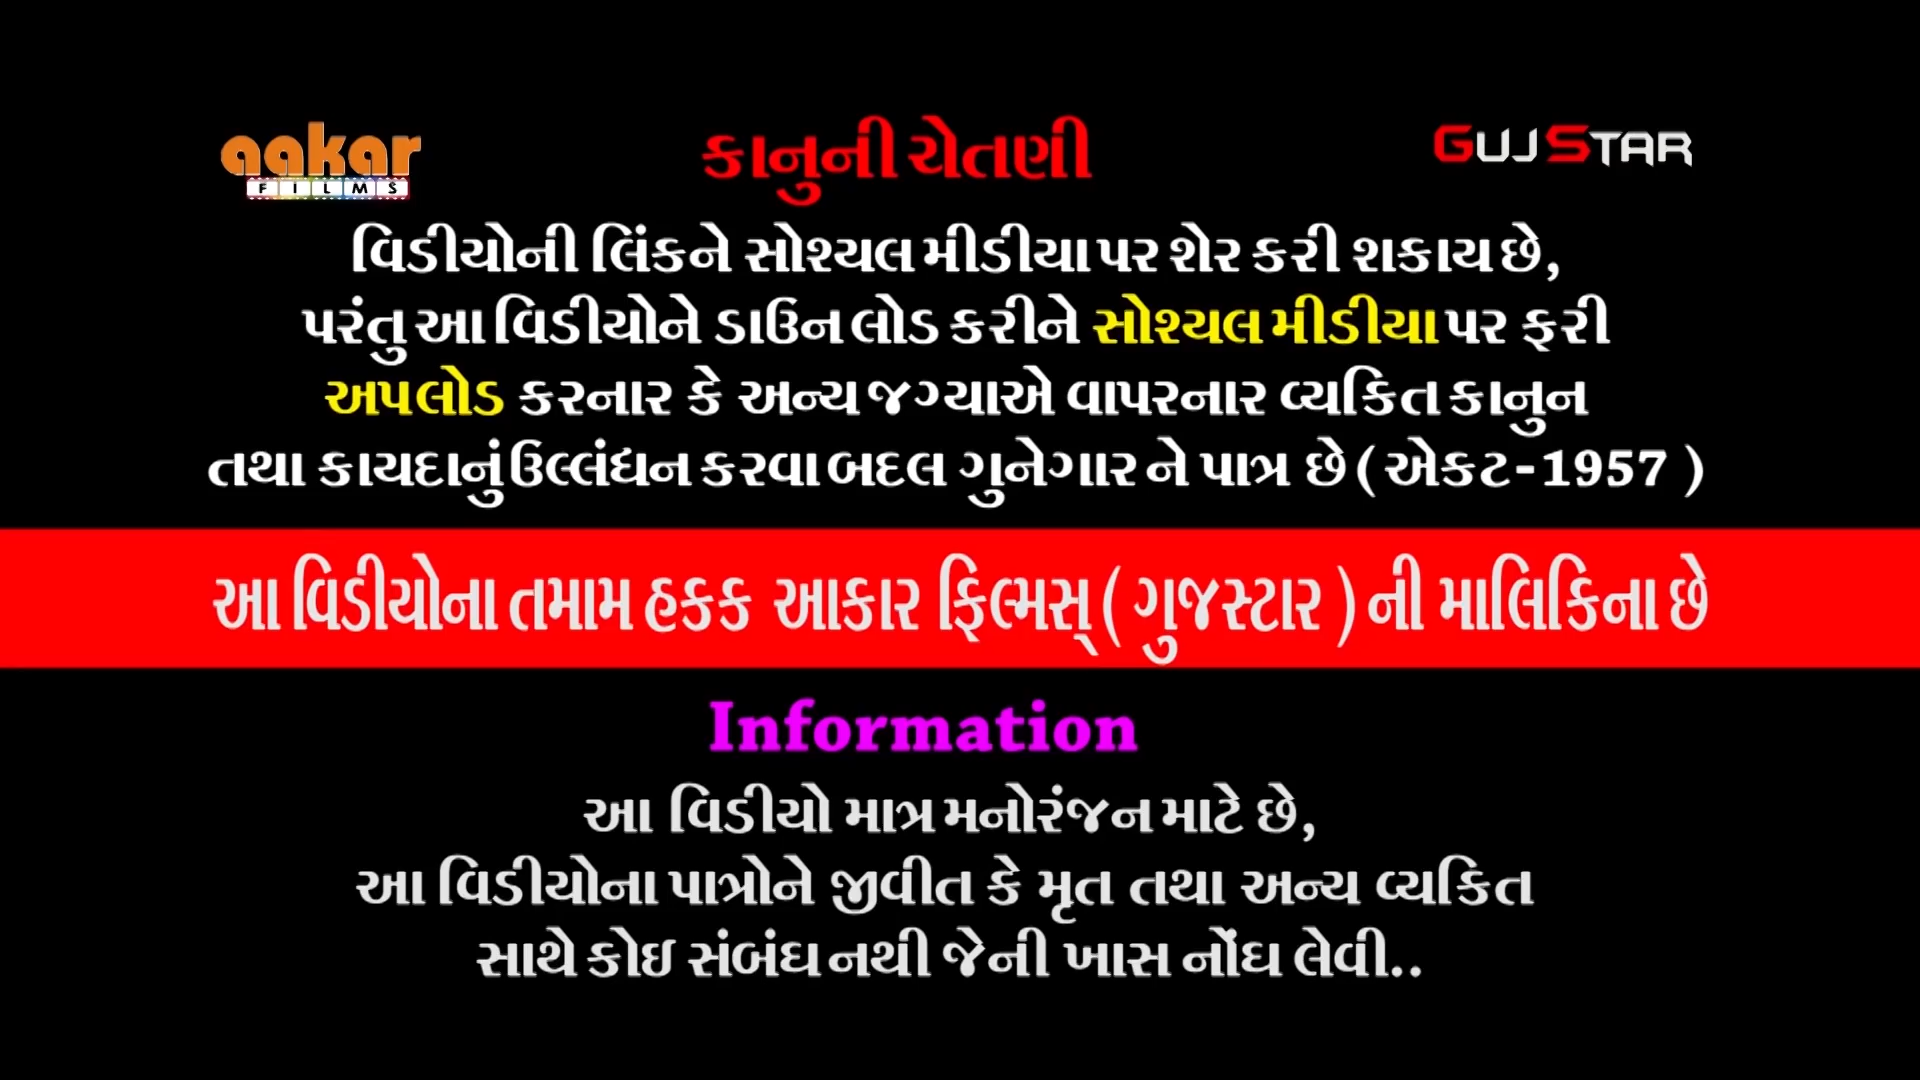 aakar
FILMS
કાનુની ચેતણી
GUJSTAR
વિડીયોની લિંકને સોશ્યલ મીડીયા પર શેર કરી શકાય છે,
પરંતુ આ વિડીયોને ડાઉન લોડ કરીને સોશ્યલ મીડીયા પર ફરી
અપલોડ કરનાર કે અન્ય જગ્યાએ વાપરનાર વ્યકિત કાનુન
તથા કાયદાનું ઉલ્લંઘન કરવા બદલ ગુનેગાર ને પાત્ર છે ( એકટ-1957 )
આ વિડીયોના તમામ હકક આકાર ફિલ્મસ્ ( ગુજસ્ટાર ) ની માલિકિના છે
Information
આ વિડીયો માત્ર મનોરંજન માટે છે,
આ વિડીયોના પાત્રોને જીવીત કે મૃત તથા અન્ય વ્યકિત
સાથે કોઇ સંબંઘ નથી જેની ખાસ નોંઘ લેવી..